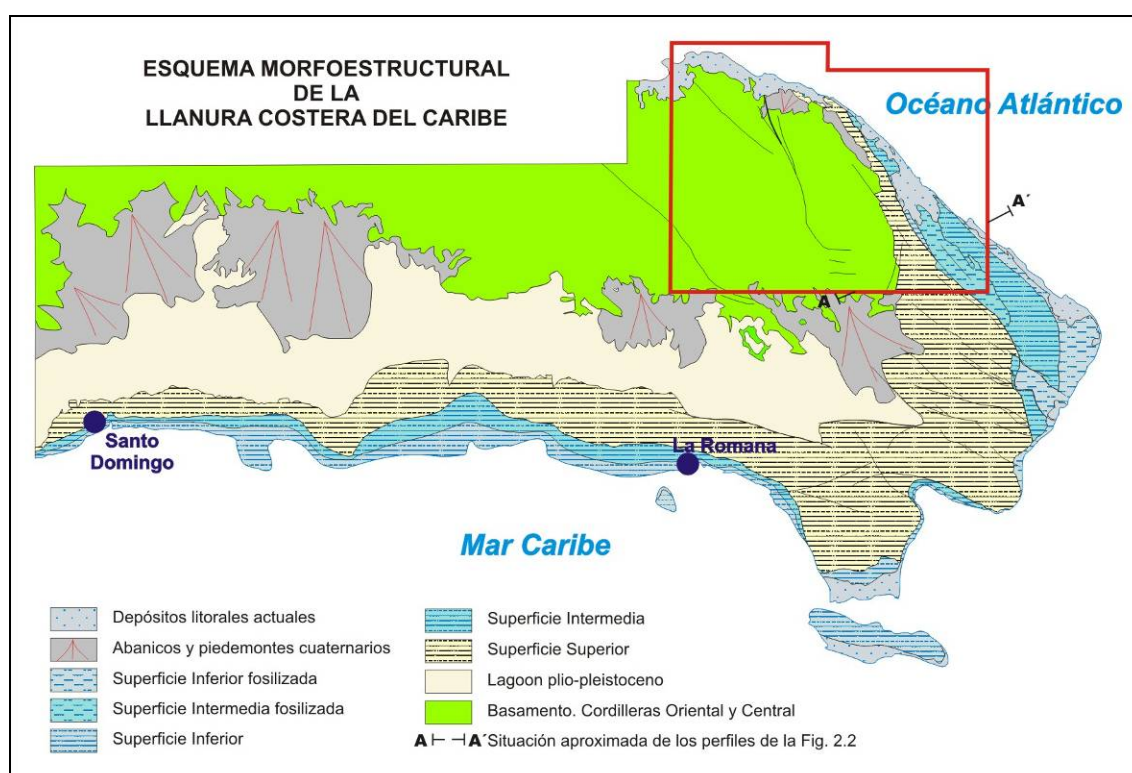 ESQUEMA MORFOESTRUCTURAL
DE LA
LLANURA COSTERA DEL CARIBE
Océano Atlántico
A´
A
Santo
Domingo
La Romana
Mar Caribe
Depósitos litorales actuales
Abanicos y piedemontes cuaternarios
Superficie Inferior fosilizada
Superficie Intermedia fosilizada
Superficie Inferior
Superficie Intermedia
Superficie Superior
Lagoon plio-pleistoceno
Basamento. Cordilleras Oriental y Central
A A´ Situación aproximada de los perfiles de la Fig. 2.2